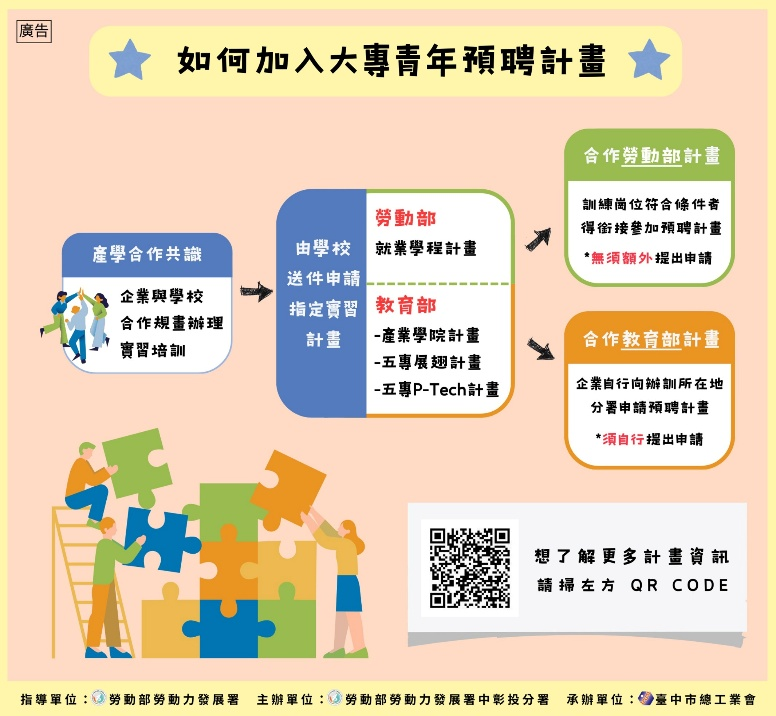 廣告
如何加入大專青年預聘計畫
產學合作共識
企業與學校
合作規畫辦理
實習培訓
由學校
送件申請
指定實習
計畫
勞動部
就業學程計畫
教育部
-產業學院計畫
-五專展翅計畫
-五專P-Tech計畫
合作勞動部計畫
訓練崗位符合條件者
得銜接參加預聘計畫
*無須額外提出申請
合作教育部計畫
企業自行向辦訓所在地
分署申請預聘計畫
*須自行提出申請
想了解更多計畫資訊
請掃左方 QR CODE
指導單位：勞動部勞動力發展署 主辦單位：勞動部勞動力發展署中彰投分署 承辦單位：臺中市總工業會